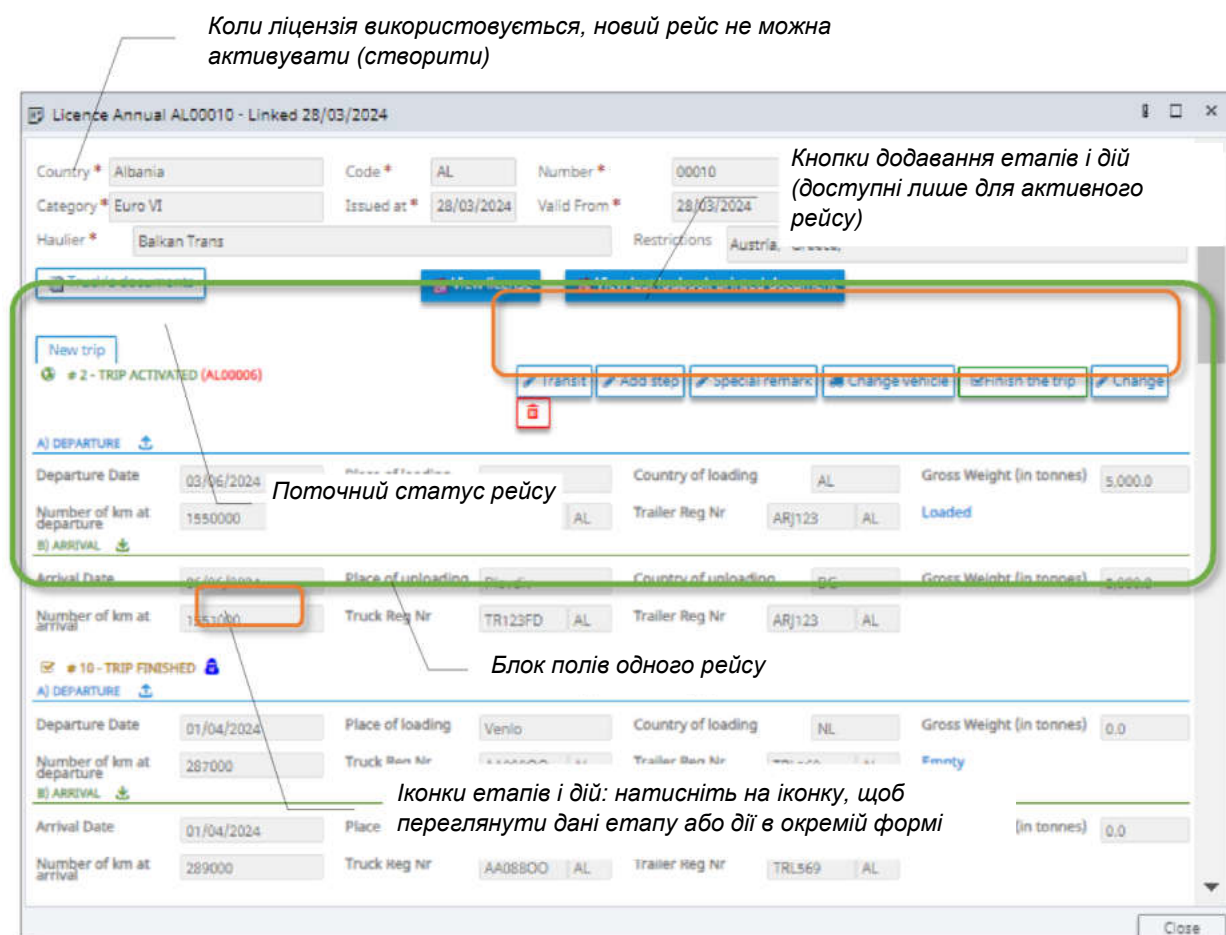 Коли ліцензія використовується, новий рейс не можна
активувати (створити)
Licence Annual AL00010 - Linked 28/03/2024
Country * Albania Code * AL Number * 00010
Кнопки додавання етапів і дій
(доступні лише для активного
рейсу)
Category * Euro VI Issued at * 28/03/2024 Valid From * 28/03/2024
Haulier * Balkan Trans Restrictions Austria,
New trip
# 2 - TRIP ACTIVATED (AL00006)
Transit Add step Special remark Change vehicle Finish the trip Change
A) DEPARTURE
Departure Date 03/06/2024 Country of loading AL Gross Weight (in tonnes) 5,000.0
Поточний статус рейсу
Number of km at departure 1550000 AL Trailer Reg Nr ARJ123 AL Loaded
B) ARRIVAL
Arrival Date Place of unloading Country of unloading BG Gross Weight (in tonnes)
Number of km at arrival 1551000 Truck Reg Nr TR123FD AL Trailer Reg Nr ARJ123 AL
Блок полів одного рейсу
# 10 - TRIP FINISHED
A) DEPARTURE
Departure Date 01/04/2024 Place of loading Venlo Country of loading NL Gross Weight (in tonnes) 0.0
Number of km at departure 287000 Truck Reg Nr Trailer Reg Nr Empty
B) ARRIVAL
Іконки етапів і дій: натисніть на іконку, щоб
переглянути дані етапу або дії в окремій формі
Arrival Date 01/04/2024 Place (in tonnes) 0.0
Number of km at arrival 289000 Truck Reg Nr AA088OO AL Trailer Reg Nr TRL569 AL
Close